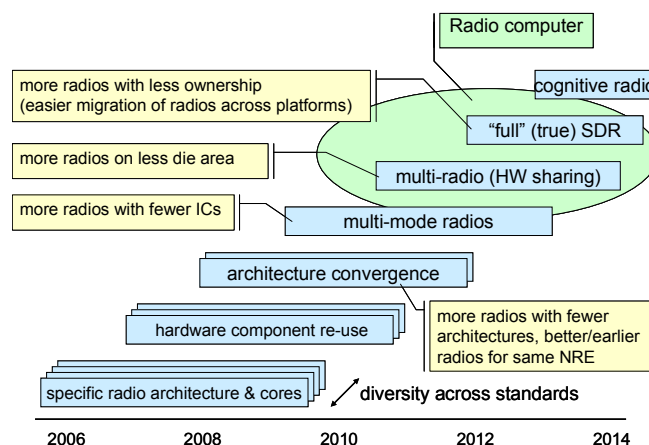 Radio computer
more radios with less ownership
(easier migration of radios across platforms)
cognitive radio
"full" (true) SDR
more radios on less die area
multi-radio (HW sharing)
more radios with fewer ICs
multi-mode radios
architecture convergence
more radios with fewer
architectures, better/earlier
radios for same NRE
hardware component re-use
specific radio architecture & cores
diversity across standards
2006 2008 2010 2012 2014